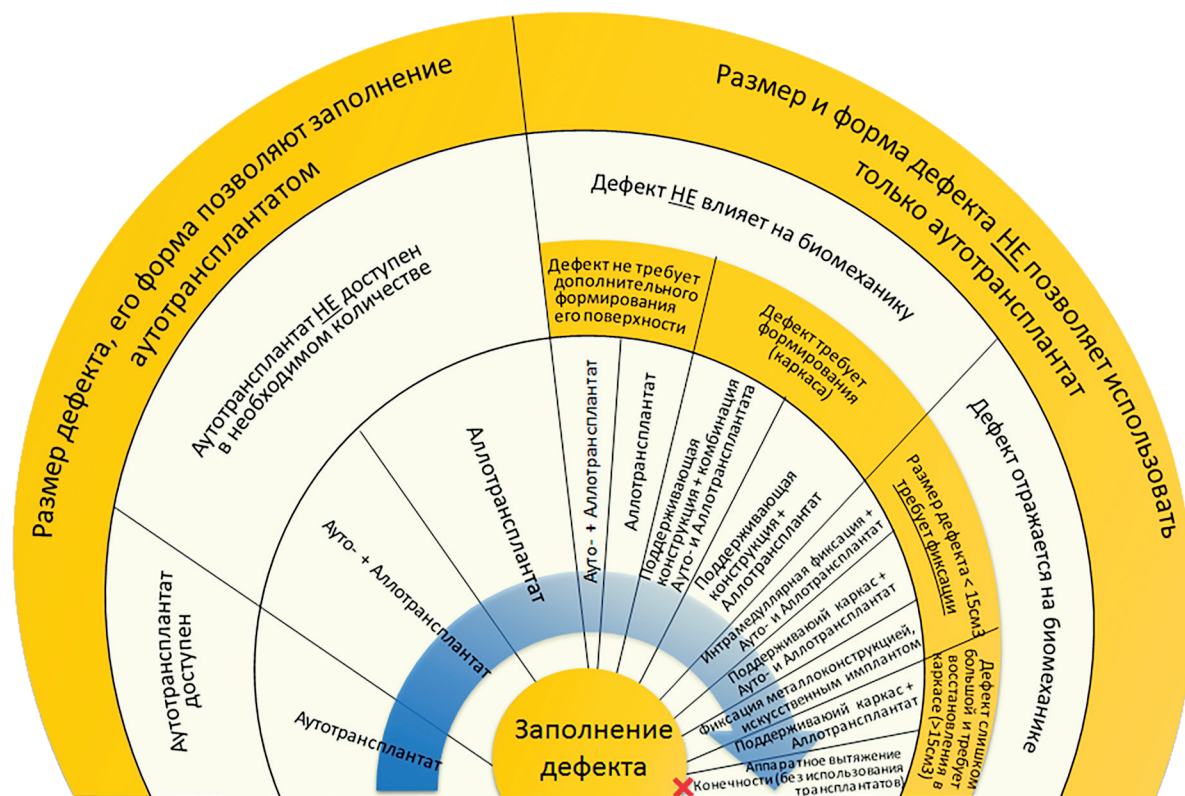 Размер дефекта, его форма позволяют заполнение
аутотрансплантатом
Размер и форма дефекта НЕ позволяет использовать
только аутотрансплантат
Аутотрансплантат НЕ доступен
в необходимом количестве
Аутотрансплантат
доступен
Дефект НЕ влияет на биомеханику
Дефект отражается на биомеханике
Дефект не требует
дополнительного
формирования
его поверхности
Дефект требует
формирования
(каркаса)
Размер дефекта < 15см3
требует фиксации
Дефект слишком
большой и требует
восстановления в
каркасе (>15см3)
Аутотрансплантат
Ауто- + Аллотрансплантат
Аллотрансплантат
Ауто- + Аллотрансплантат
Аллотрансплантат
Поддерживающая
конструкция + комбинация
Ауто- и Аллотрансплантата
Поддерживающая
конструкция +
Аллотрансплантат
Интрамедуллярная фиксация +
Ауто- и Аллотрансплантат
Поддерживаюий каркас +
Ауто- и Аллотрансплантат
Фиксация металлоконструкцией,
искусственным имплантом
Поддерживаюий каркас +
Аллотрансплантат
Аппаратное вытяжение
Конечности (без использования
трансплантатов)
Заполнение
дефекта